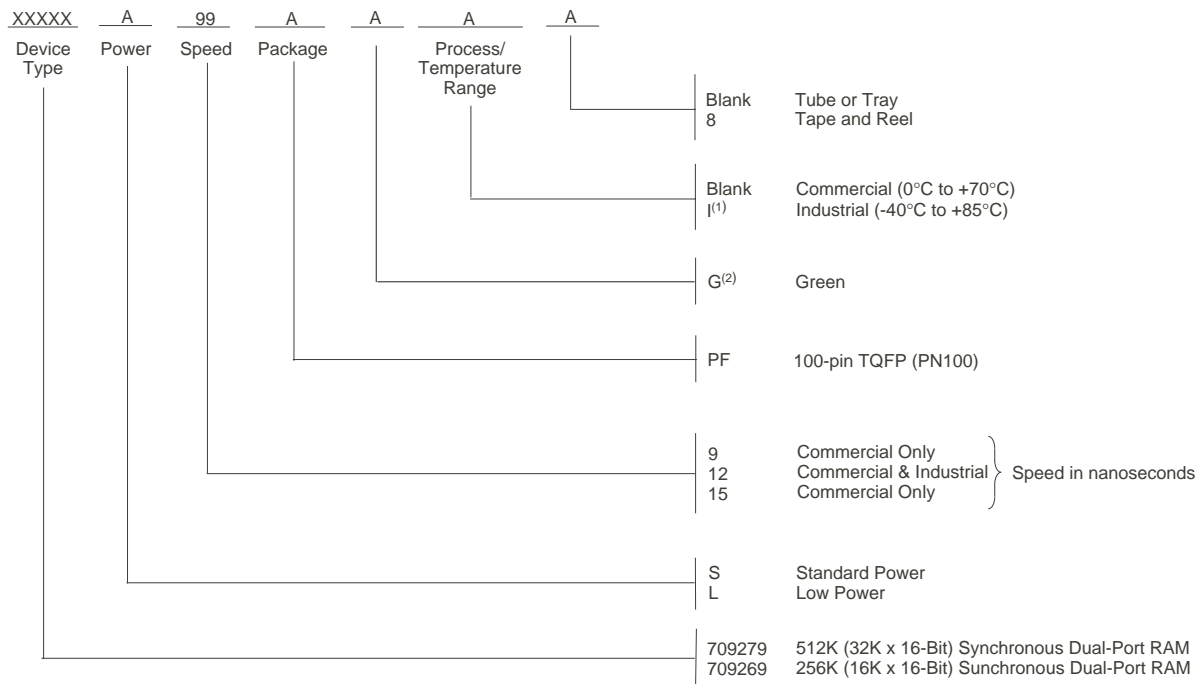 XXXXX A 99 A A A A
Device Type Power Speed Package Process/ Temperature Range
Blank Tube or Tray
8 Tape and Reel
Blank Commercial (0°C to +70°C)
I(1) Industrial (-40°C to +85°C)
G(2) Green
PF 100-pin TQFP (PN100)
9 Commercial Only
12 Commercial & Industrial Speed in nanoseconds
15 Commercial Only
S Standard Power
L Low Power
709279 512K (32K x 16-Bit) Synchronous Dual-Port RAM
709269 256K (16K x 16-Bit) Sunchronous Dual-Port RAM